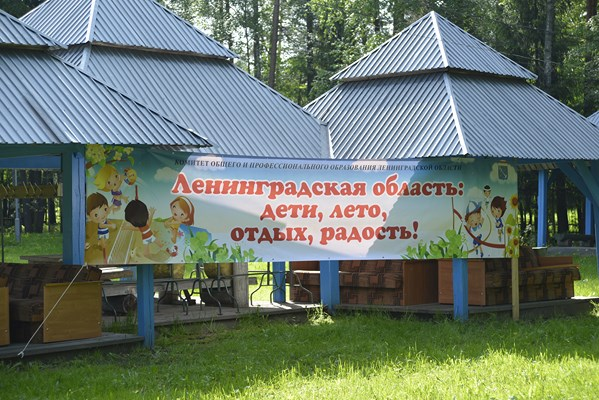 КОМИТЕТ ОБЩЕГО И ПРОФЕССИОНАЛЬНОГО ОБРАЗОВАНИЯ ЛЕНИНГРАДСКОЙ ОБЛАСТИ
Ленинградская область:
дети, лето,
отдых, радость!